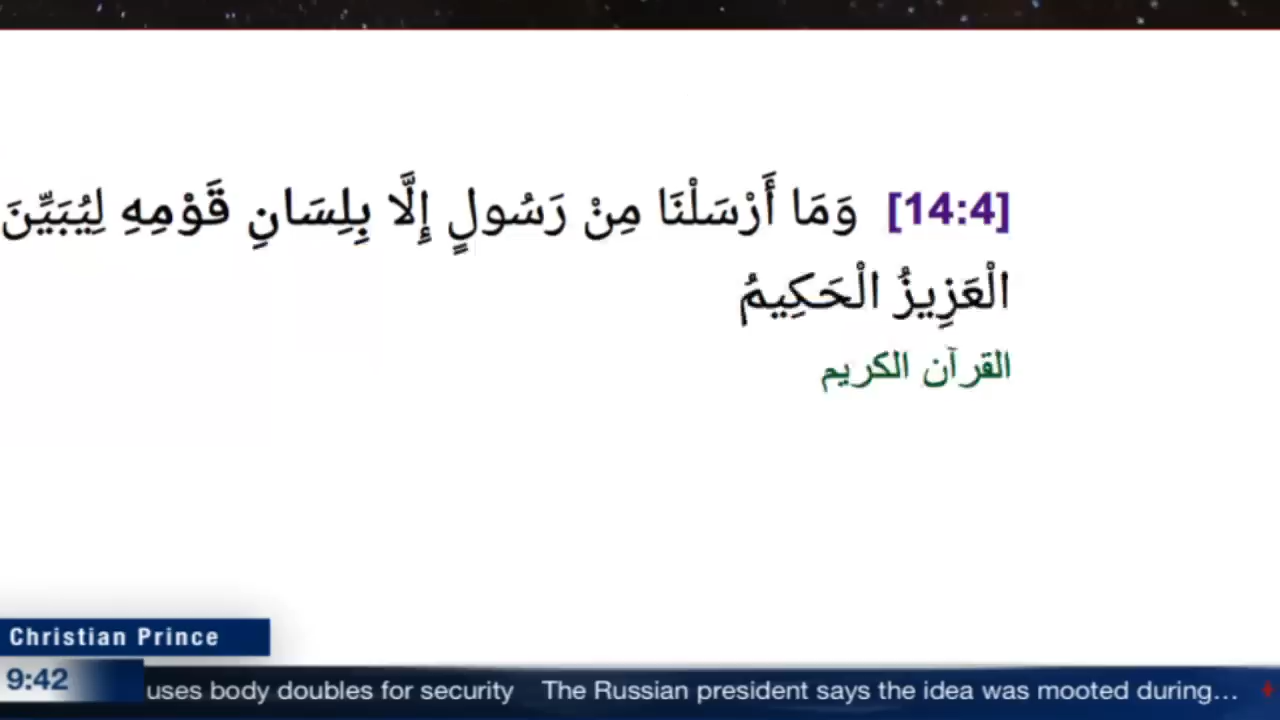 [14:4] وَمَا أَرْسَلْنَا مِنْ رَسُولٍ إِلَّا بِلِسَانِ قَوْمِهِ لِيُبَيِّنَ
الْعَزِيزُ الْحَكِيمُ
القرآن الكريم
Christian Prince
9:42
uses body doubles for security The Russian president says the idea was mooted during...